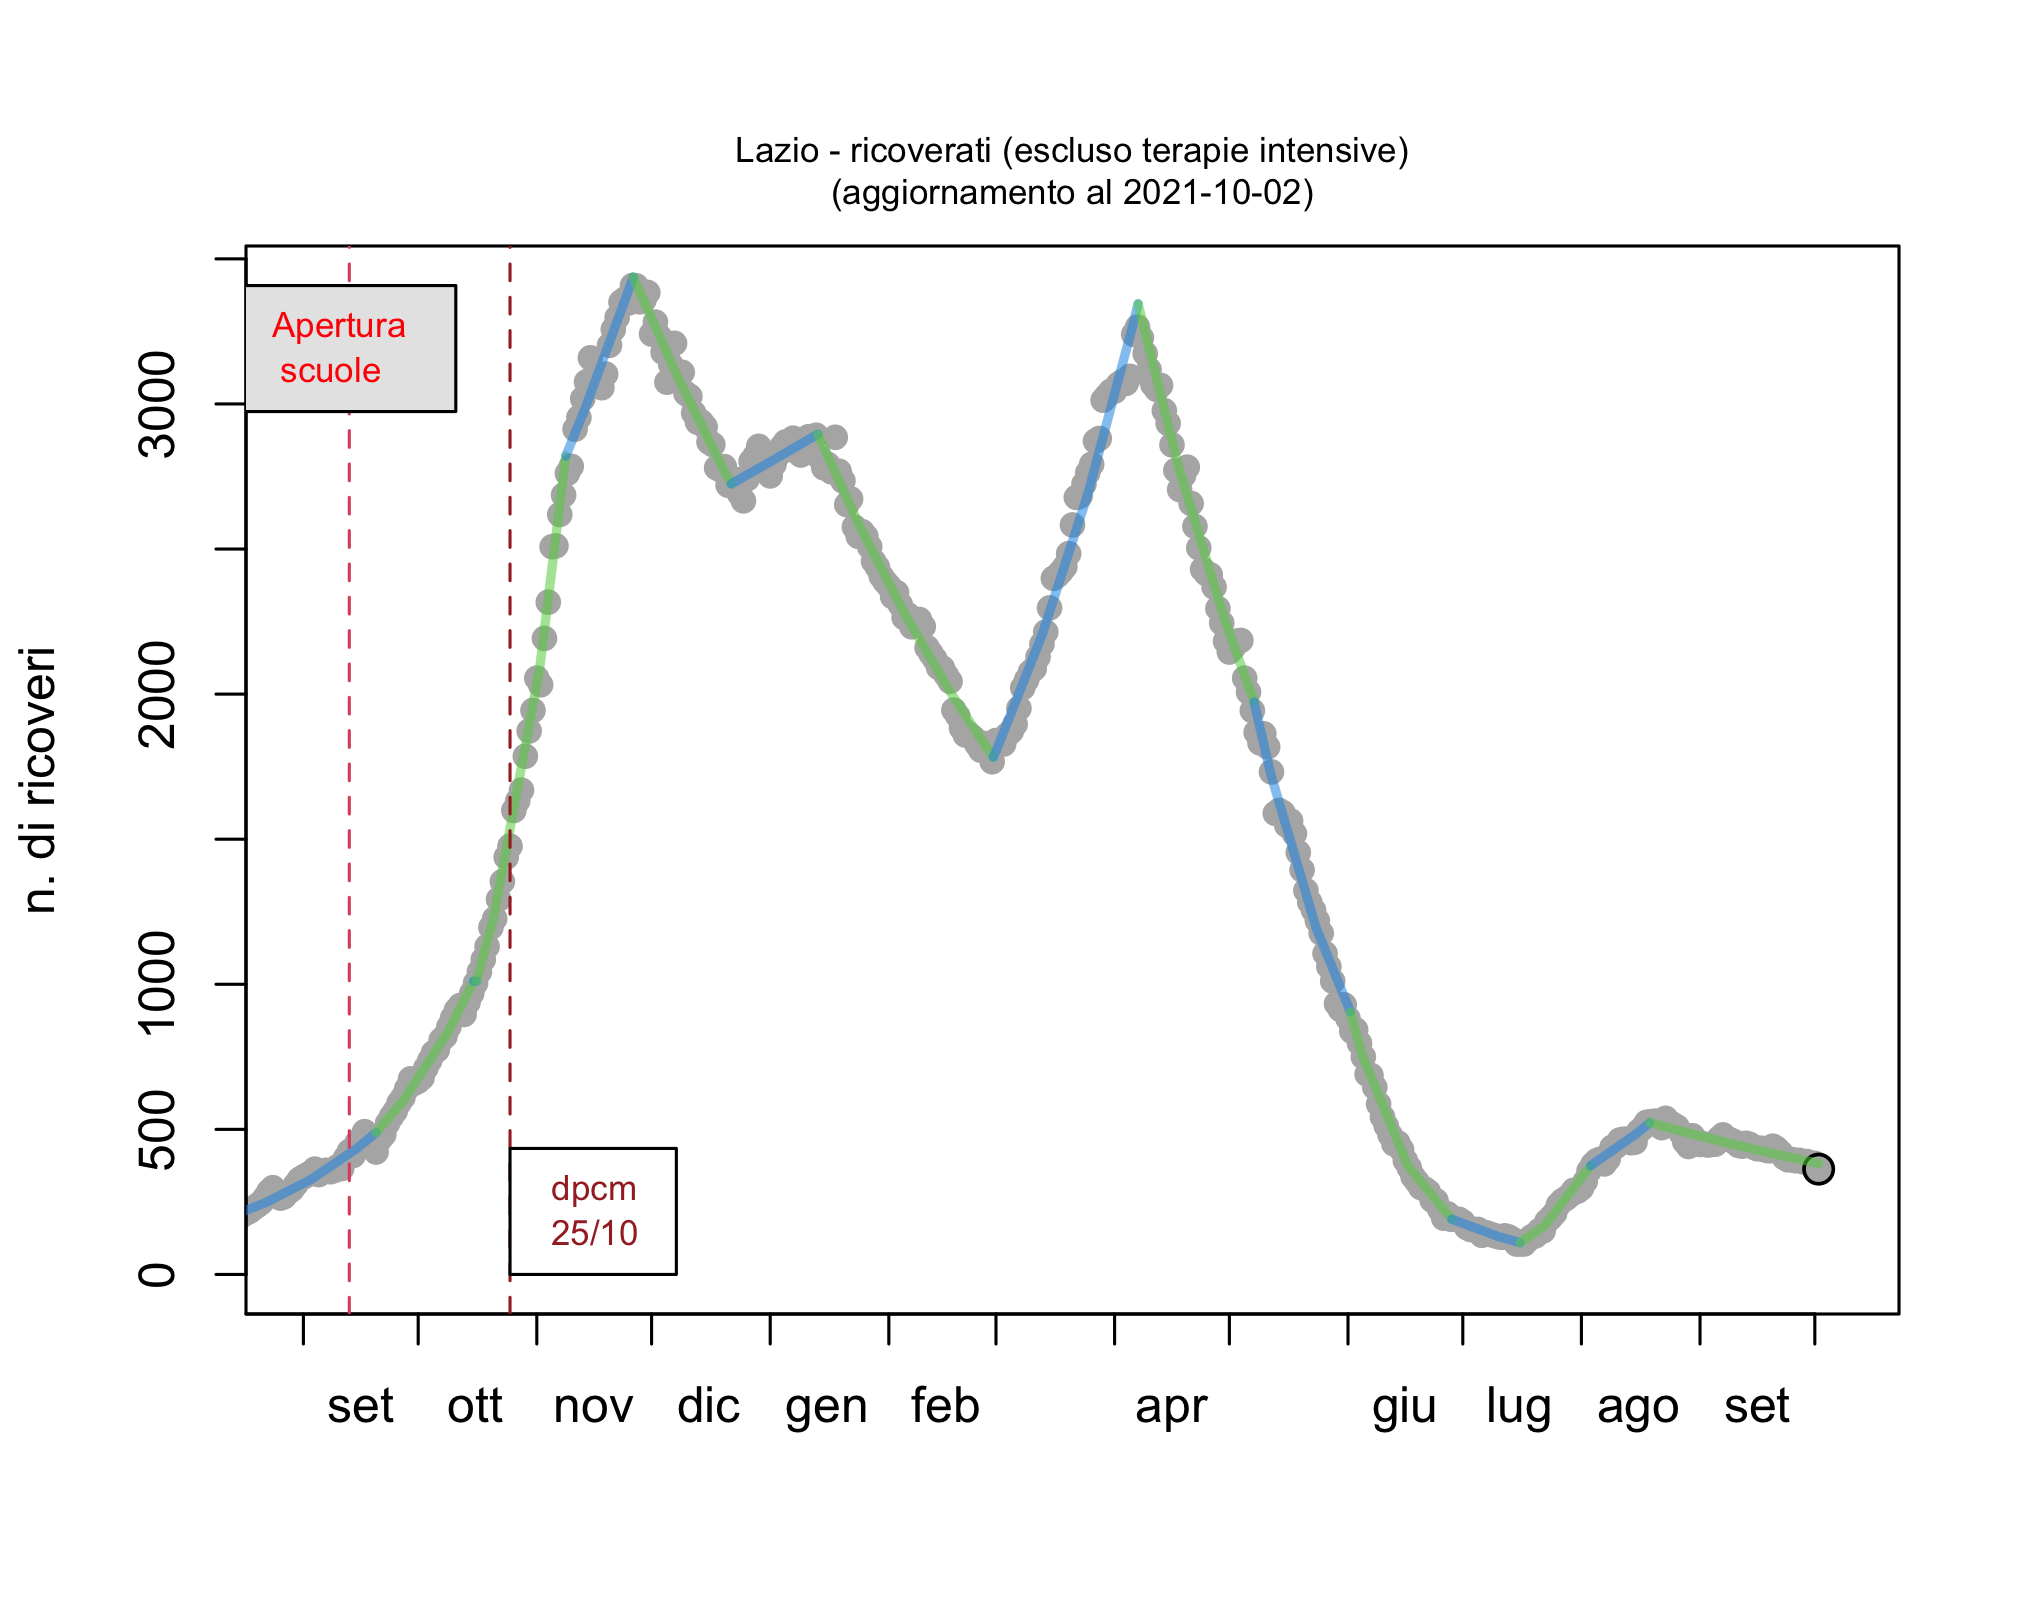 Lazio - ricoverati (escluso terapie intensive)
(aggiornamento al 2021-10-02)
Apertura
scuole
dpcm
25/10
n. di ricoveri
3000
2000
1000
500
0
set ott nov dic gen feb apr giu lug ago set